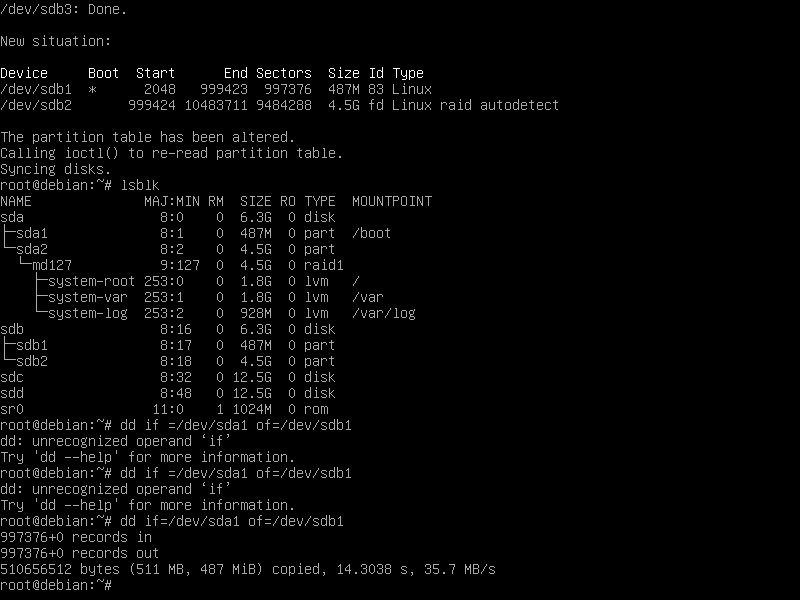 /dev/sdb3: Done.
New situation:
Device     Boot  Start      End Sectors  Size Id Type
/dev/sdb1  *      2048   999423  997376  487M 83 Linux
/dev/sdb2       999424 10483711 9484288  4.5G fd Linux raid autodetect
The partition table has been altered.
Calling ioctl() to re-read partition table.
Syncing disks.
root@debian:~# lsblk
NAME                  MAJ:MIN RM  SIZE RO TYPE  MOUNTPOINT
sda                     8:0    0  6.3G  0 disk
├─sda1                  8:1    0  487M  0 part  /boot
└─sda2                  8:2    0  4.5G  0 part
  └─md127               9:127  0  4.5G  0 raid1
    ├─system-root 253:0    0  1.8G  0 lvm   /
    ├─system-var  253:1    0  1.8G  0 lvm   /var
    └─system-log  253:2    0  928M  0 lvm   /var/log
sdb                     8:16   0  6.3G  0 disk
├─sdb1                  8:17   0  487M  0 part
└─sdb2                  8:18   0  4.5G  0 part
sdc                     8:32   0 12.5G  0 disk
sdd                     8:48   0 12.5G  0 disk
sr0                    11:0    1 1024M  0 rom
root@debian:~# dd if =/dev/sda1 of=/dev/sdb1
dd: unrecognized operand ‘if’
Try 'dd --help' for more information.
root@debian:~# dd if =/dev/sda1 of=/dev/sdb1
dd: unrecognized operand ‘if’
Try 'dd --help' for more information.
root@debian:~# dd if=/dev/sda1 of=/dev/sdb1
997376+0 records in
997376+0 records out
510656512 bytes (511 MB, 487 MiB) copied, 14.3038 s, 35.7 MB/s
root@debian:~#